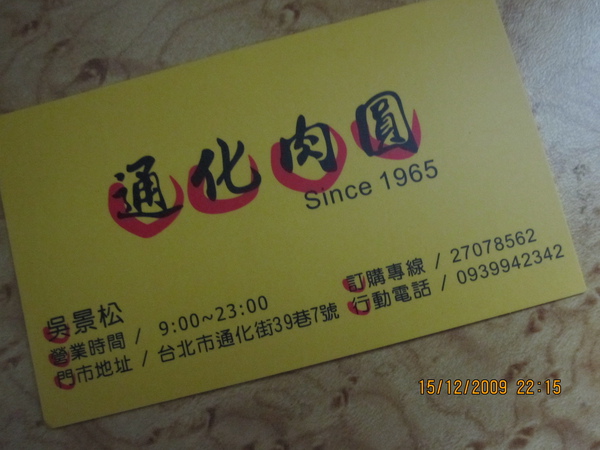 通化肉圓
Since 1965
吳景松
營業時間 / 9:00~23:00
門市地址 / 台北市通化街39巷7號
訂購專線 / 27078562
行動電話 / 0939942342
15/12/2009 22:15